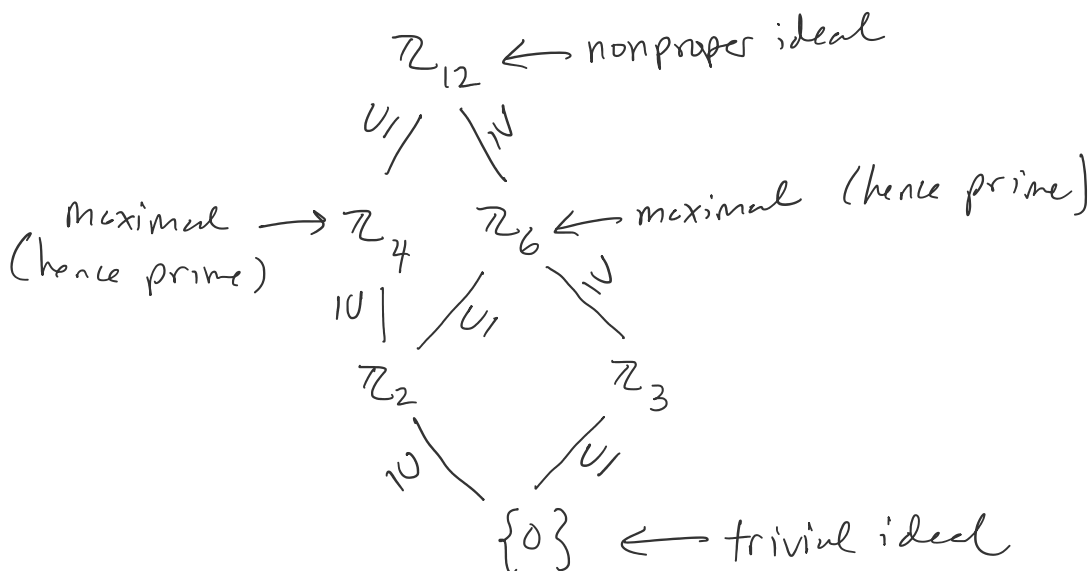 ℤ₁₂ ← nonproper ideal
∪| |∪
maximal → ℤ₄ ℤ₆ ← maximal (hence prime)
(hence prime)
|∪ ∪| |∪
ℤ₂ ℤ₃
|∪ ∪|
{0} ← trivial ideal